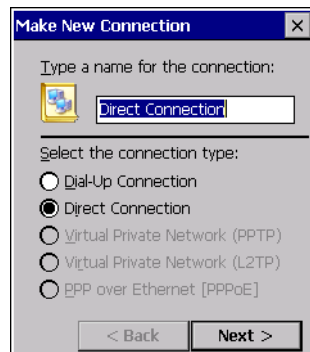 Make New Connection
Type a name for the connection:
Direct Connection
Select the connection type:
Dial-Up Connection
Direct Connection
Virtual Private Network (PPTP)
Virtual Private Network (L2TP)
PPP over Ethernet [PPPoE]
< Back Next >